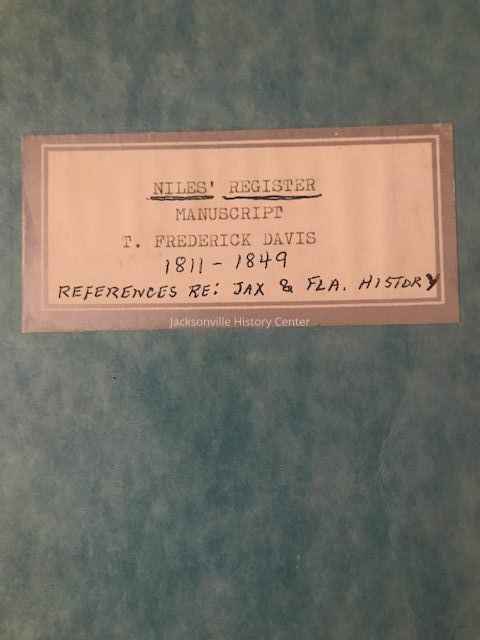 NILES' REGISTER
MANUSCRIPT
T. FREDERICK DAVIS
1811 - 1849
REFERENCES RE: JAX & FLA. HISTORY
Jacksonville History Center